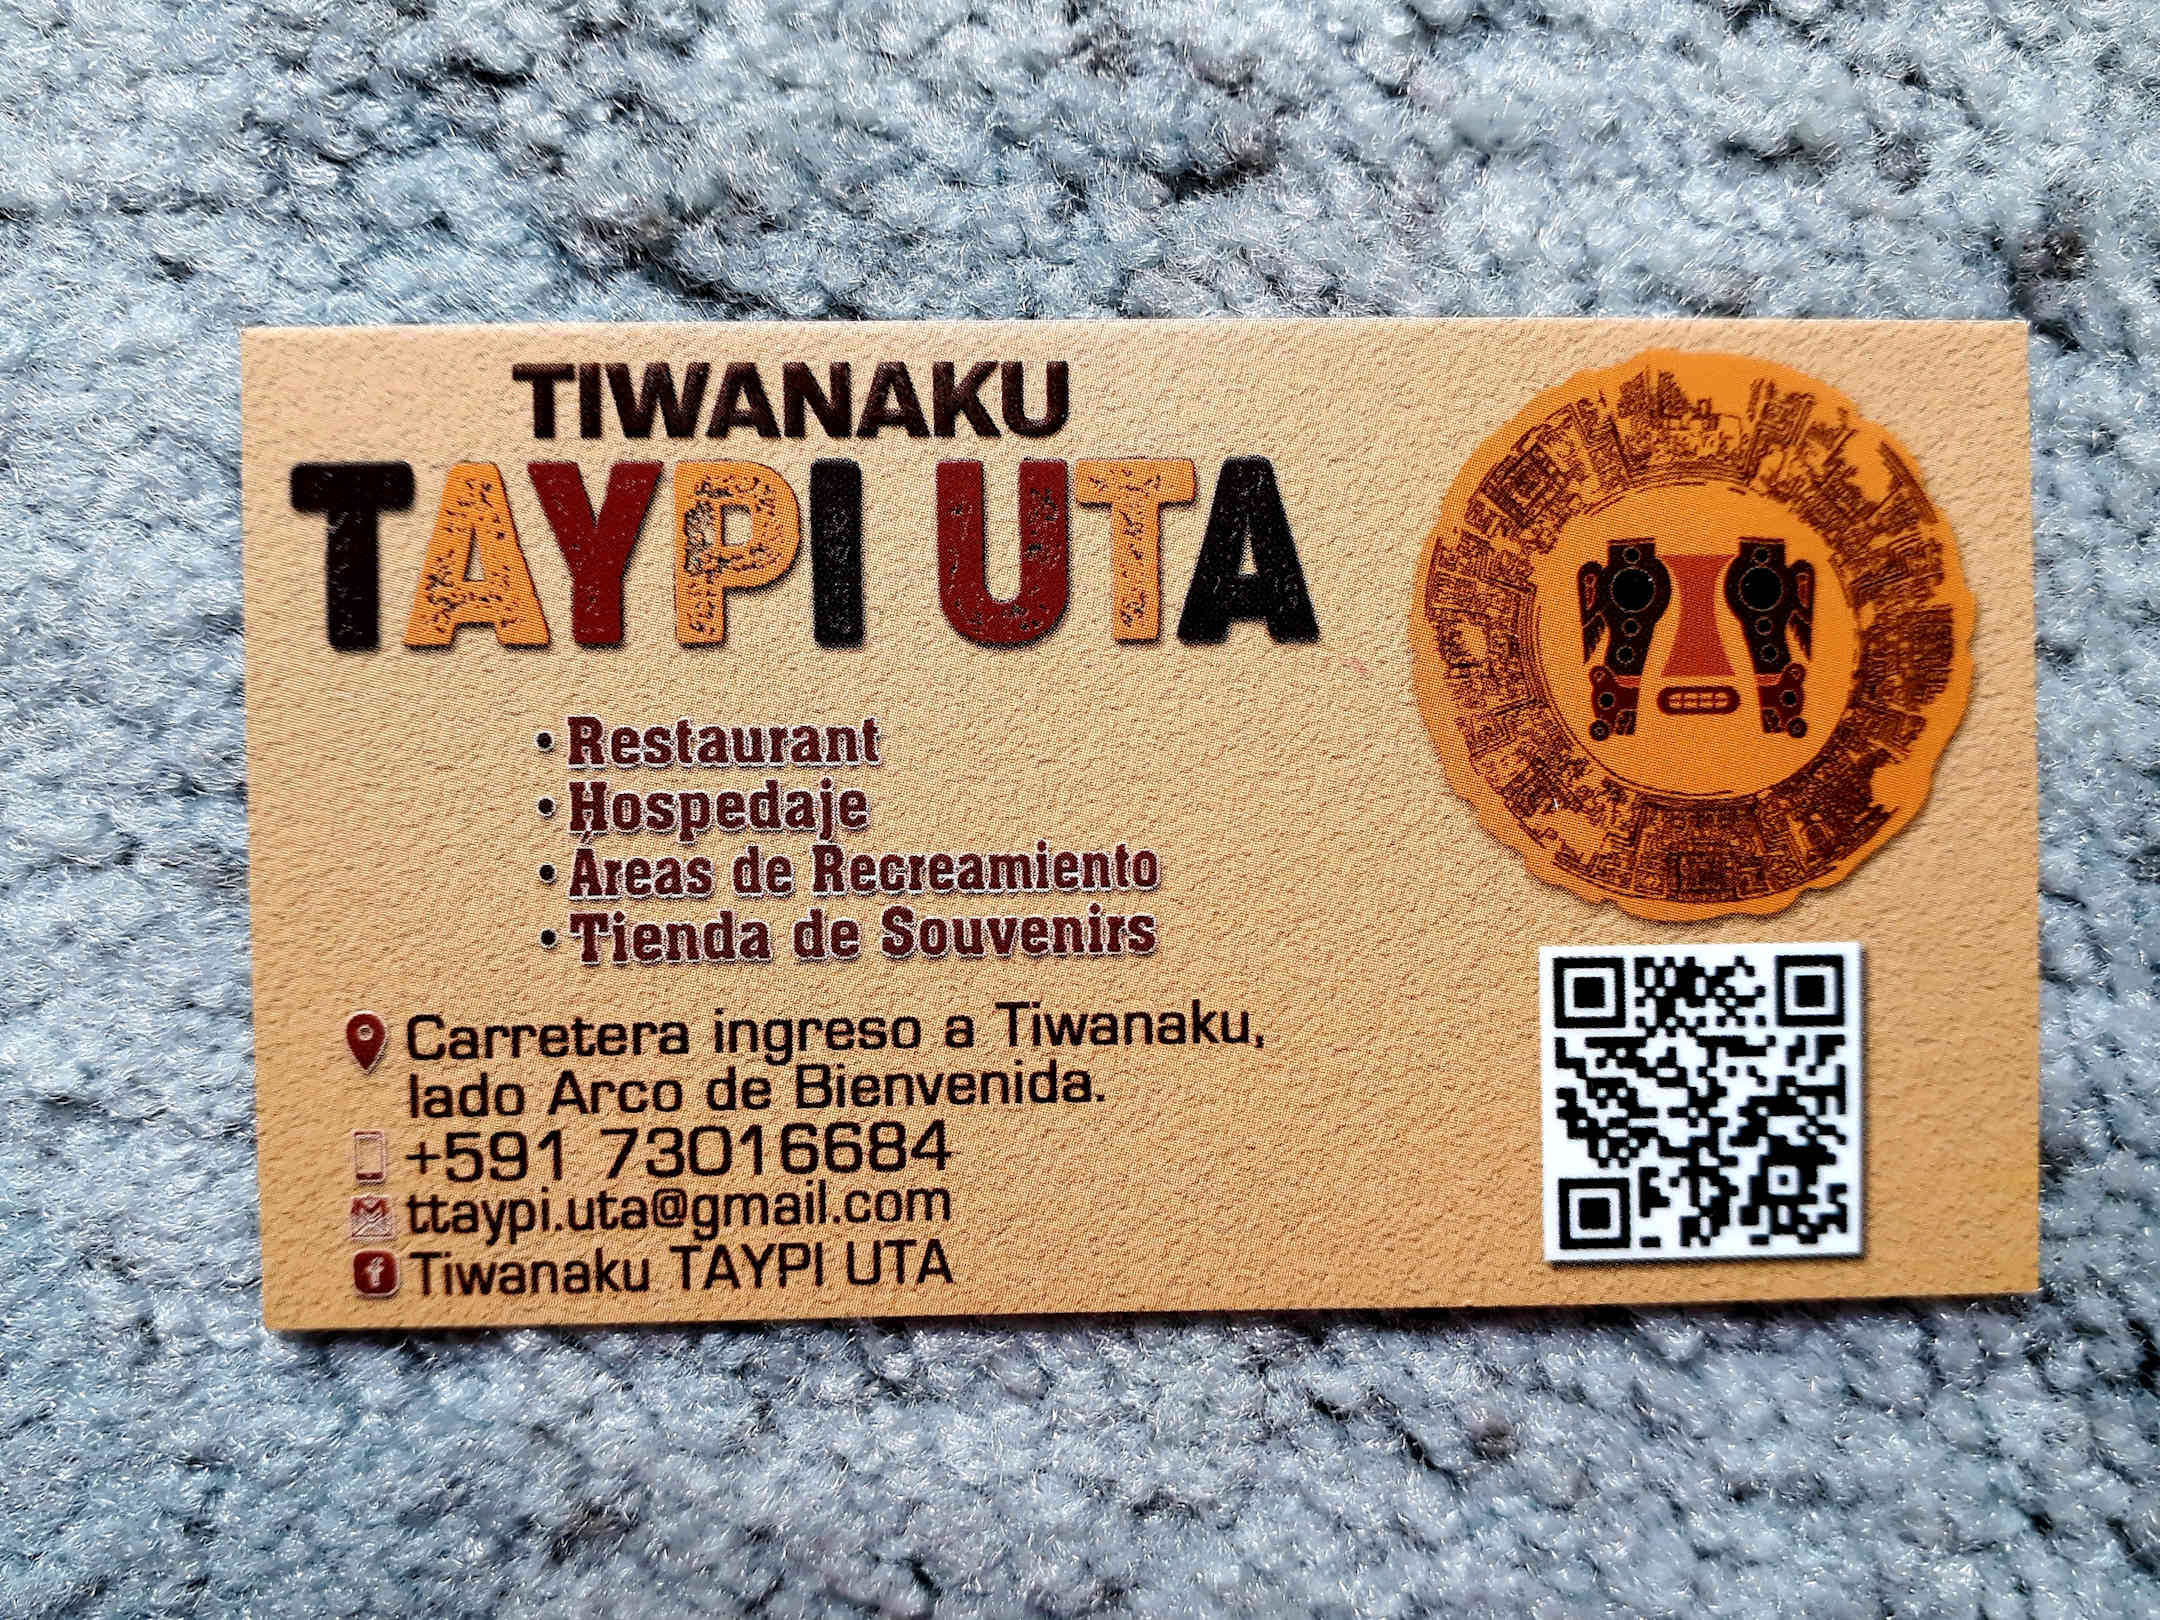 TIWANAKU
TAYPI UTA
• Restaurant
• Hospedaje
• Áreas de Recreamiento
• Tienda de Souvenirs
Carretera ingreso a Tiwanaku,
lado Arco de Bienvenida.
+591 73016684
ttaypi.uta@gmail.com
Tiwanaku TAYPI UTA